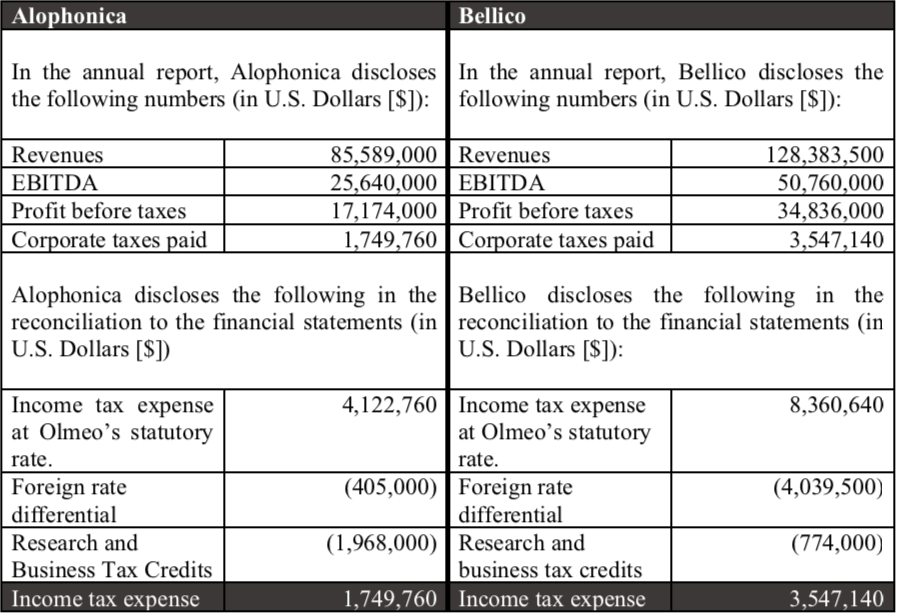 Alophonica
Bellico
In the annual report, Alophonica discloses
the following numbers (in U.S. Dollars [$]):
In the annual report, Bellico discloses the
following numbers (in U.S. Dollars [$]):
Revenues 85,589,000 Revenues 128,383,500
EBITDA 25,640,000 EBITDA 50,760,000
Profit before taxes 17,174,000 Profit before taxes 34,836,000
Corporate taxes paid 1,749,760 Corporate taxes paid 3,547,140
Alophonica discloses the following in the
reconciliation to the financial statements (in
U.S. Dollars [$])
Bellico discloses the following in the
reconciliation to the financial statements (in
U.S. Dollars [$]):
Income tax expense 4,122,760
at Olmeo’s statutory
rate.
Income tax expense 8,360,640
at Olmeo’s statutory
rate.
Foreign rate (405,000)
differential
Foreign rate (4,039,500)
differential
Research and (1,968,000)
Business Tax Credits
Research and (774,000)
business tax credits
Income tax expense 1,749,760 Income tax expense 3,547,140